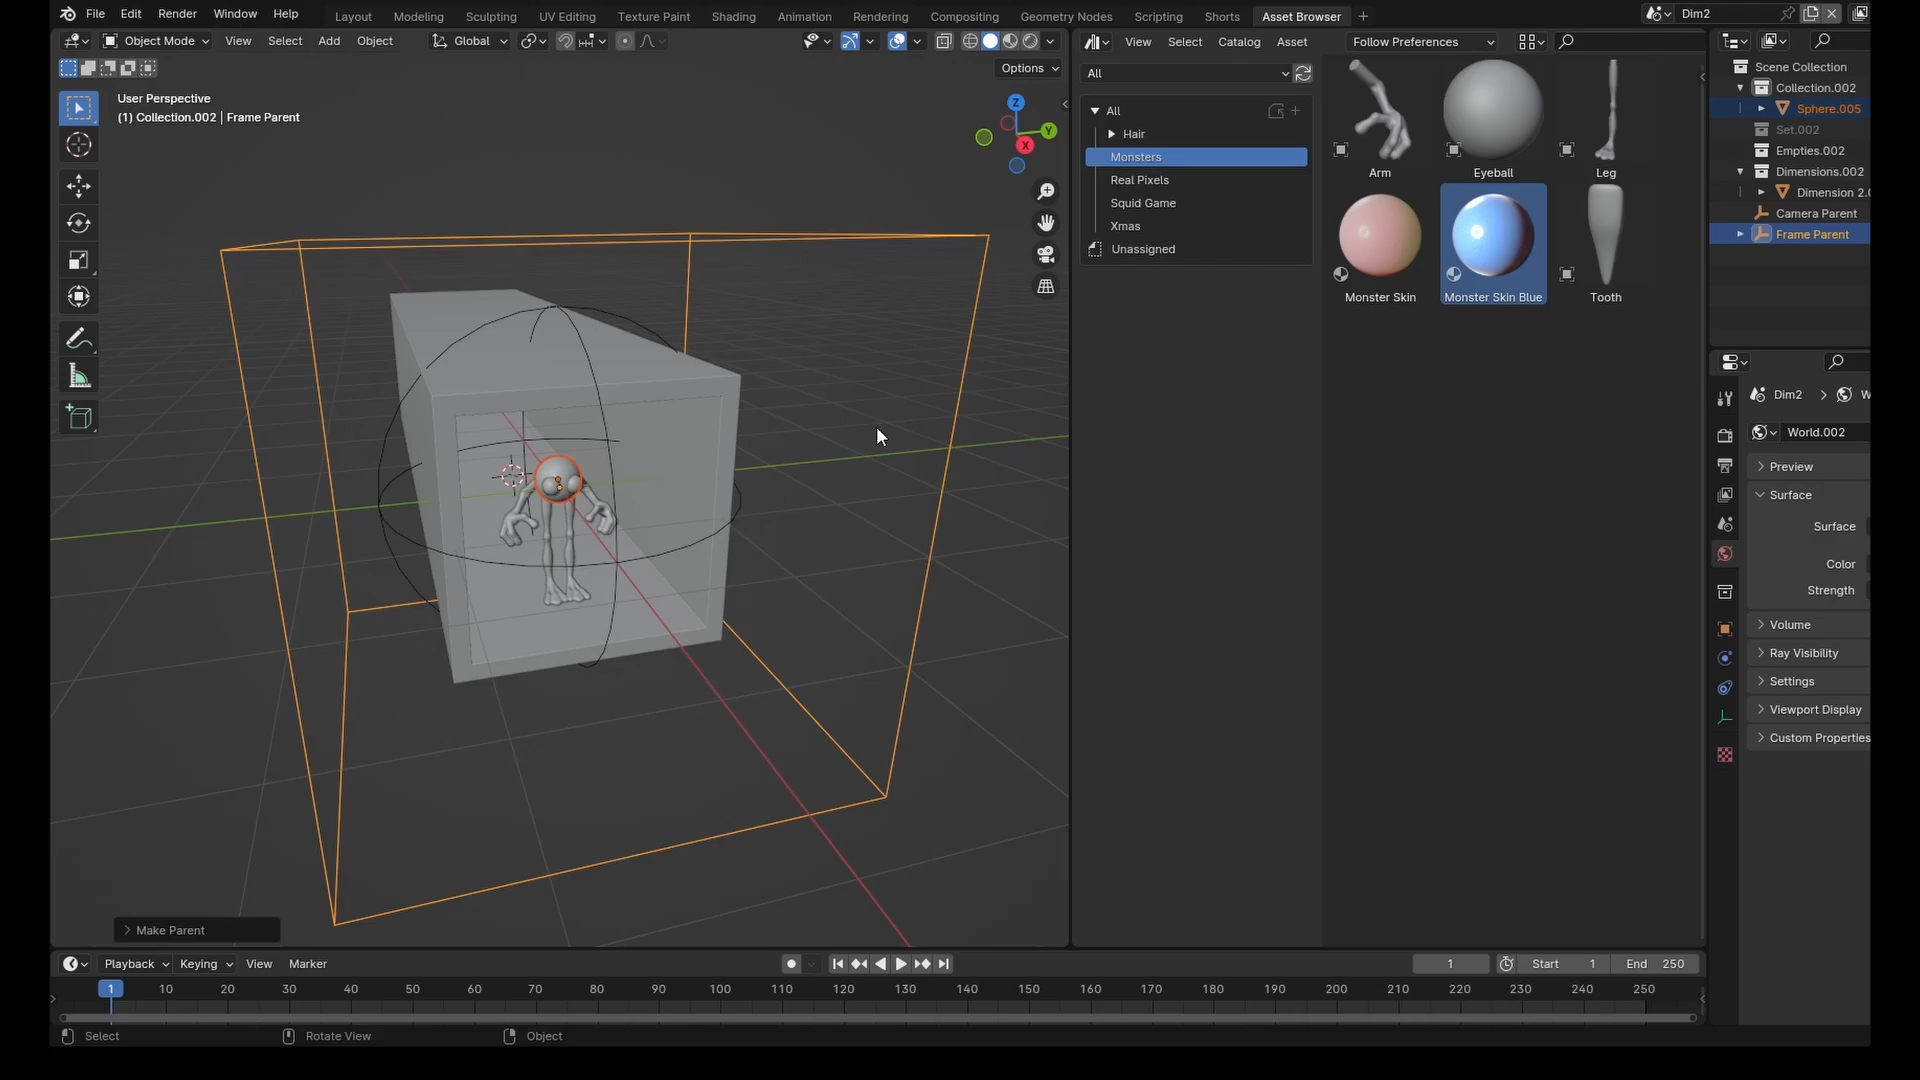 File Edit Render Window Help Layout Modeling Sculpting UV Editing Texture Paint Shading Animation Rendering Compositing Geometry Nodes Scripting Shorts Asset Browser + Dim2
Object Mode View Select Add Object Global
Options
User Perspective
(1) Collection.002 | Frame Parent
Z
Y
X
Make Parent
View Select Catalog Asset Follow Preferences
All
All
Hair
Monsters
Real Pixels
Squid Game
Xmas
Unassigned
Arm Eyeball Leg
Monster Skin Monster Skin Blue Tooth
Scene Collection
Collection.002
Sphere.005
Set.002
Empties.002
Dimensions.002
Dimension 2.0
Camera Parent
Frame Parent
Dim2 > W
World.002
Preview
Surface
Surface
Color
Strength
Volume
Ray Visibility
Settings
Viewport Display
Custom Properties
Playback Keying View Marker 1 Start 1 End 250
1 10 20 30 40 50 60 70 80 90 100 110 120 130 140 150 160 170 180 190 200 210 220 230 240 250
Select Rotate View Object